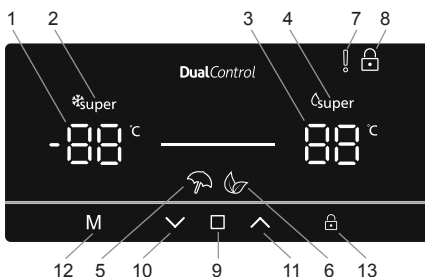 1 2 3 4 7 8
DualControl
super super
-88 °C 88 °C
M
12 5 10 9 11 6 13